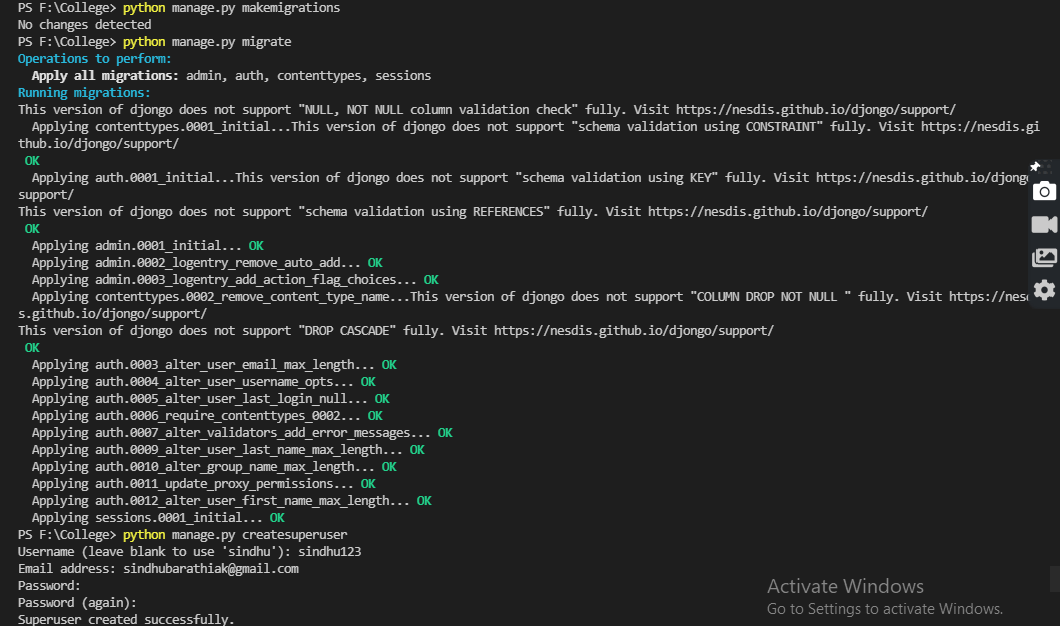 PS F:\College> python manage.py makemigrations
No changes detected
PS F:\College> python manage.py migrate
Operations to perform:
  Apply all migrations: admin, auth, contenttypes, sessions
Running migrations:
This version of djongo does not support "NULL, NOT NULL column validation check" fully. Visit https://nesdis.github.io/djongo/support/
  Applying contenttypes.0001_initial...This version of djongo does not support "schema validation using CONSTRAINT" fully. Visit https://nesdis.gi
thub.io/djongo/support/
 OK
  Applying auth.0001_initial...This version of djongo does not support "schema validation using KEY" fully. Visit https://nesdis.github.io/djong
support/
This version of djongo does not support "schema validation using REFERENCES" fully. Visit https://nesdis.github.io/djongo/support/
 OK
  Applying admin.0001_initial... OK
  Applying admin.0002_logentry_remove_auto_add... OK
  Applying admin.0003_logentry_add_action_flag_choices... OK
  Applying contenttypes.0002_remove_content_type_name...This version of djongo does not support "COLUMN DROP NOT NULL " fully. Visit https://nes
s.github.io/djongo/support/
This version of djongo does not support "DROP CASCADE" fully. Visit https://nesdis.github.io/djongo/support/
 OK
  Applying auth.0003_alter_user_email_max_length... OK
  Applying auth.0004_alter_user_username_opts... OK
  Applying auth.0005_alter_user_last_login_null... OK
  Applying auth.0006_require_contenttypes_0002... OK
  Applying auth.0007_alter_validators_add_error_messages... OK
  Applying auth.0009_alter_user_last_name_max_length... OK
  Applying auth.0010_alter_group_name_max_length... OK
  Applying auth.0011_update_proxy_permissions... OK
  Applying auth.0012_alter_user_first_name_max_length... OK
  Applying sessions.0001_initial... OK
PS F:\College> python manage.py createsuperuser
Username (leave blank to use 'sindhu'): sindhu123
Email address: sindhubarathiak@gmail.com
Password:
Password (again):
Superuser created successfully.
Activate Windows
Go to Settings to activate Windows.